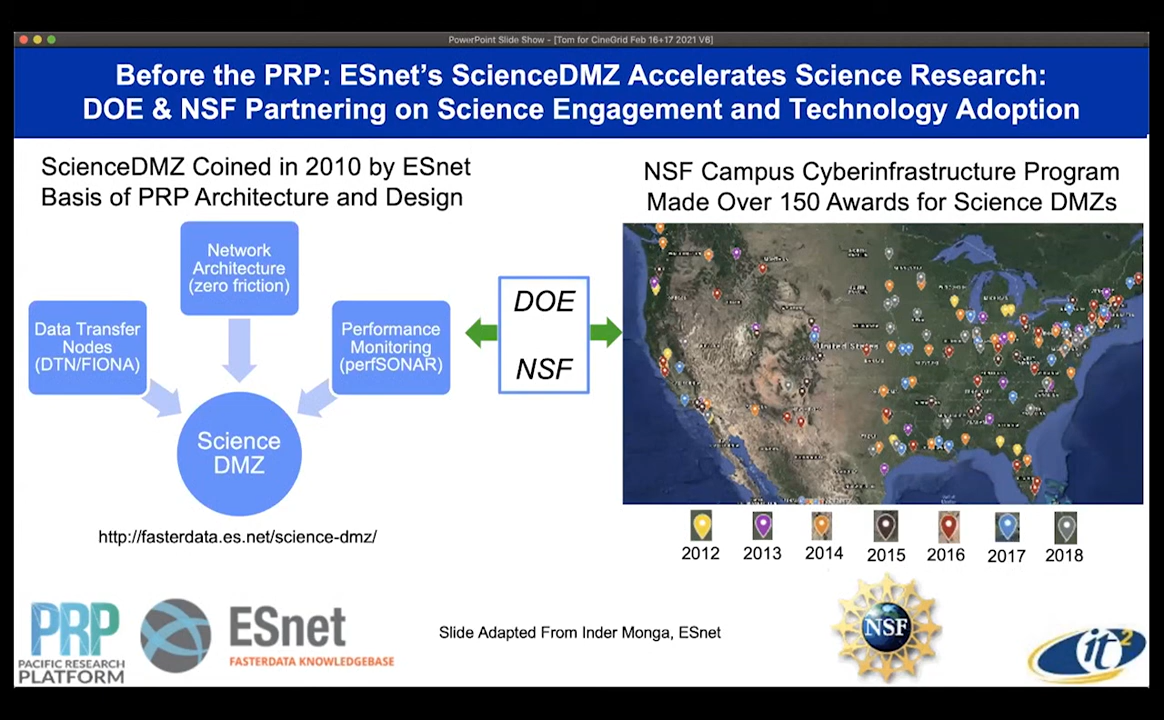 PowerPoint Slide Show - [Tom for CineGrid Feb 16+17 2021 V6]
Before the PRP: ESnet's ScienceDMZ Accelerates Science Research:
DOE & NSF Partnering on Science Engagement and Technology Adoption
ScienceDMZ Coined in 2010 by ESnet
Basis of PRP Architecture and Design
Network
Architecture
(zero friction)
Data Transfer
Nodes
(DTN/FIONA)
Performance
Monitoring
(perfSONAR)
Science
DMZ
http://fasterdata.es.net/science-dmz/
DOE
NSF
NSF Campus Cyberinfrastructure Program
Made Over 150 Awards for Science DMZs
United States
2012
2013
2014
2015
2016
2017
2018
PRP
PACIFIC RESEARCH
PLATFORM
ESnet
FASTERDATA KNOWLEDGEBASE
Slide Adapted From Inder Monga, ESnet
NSF
it2